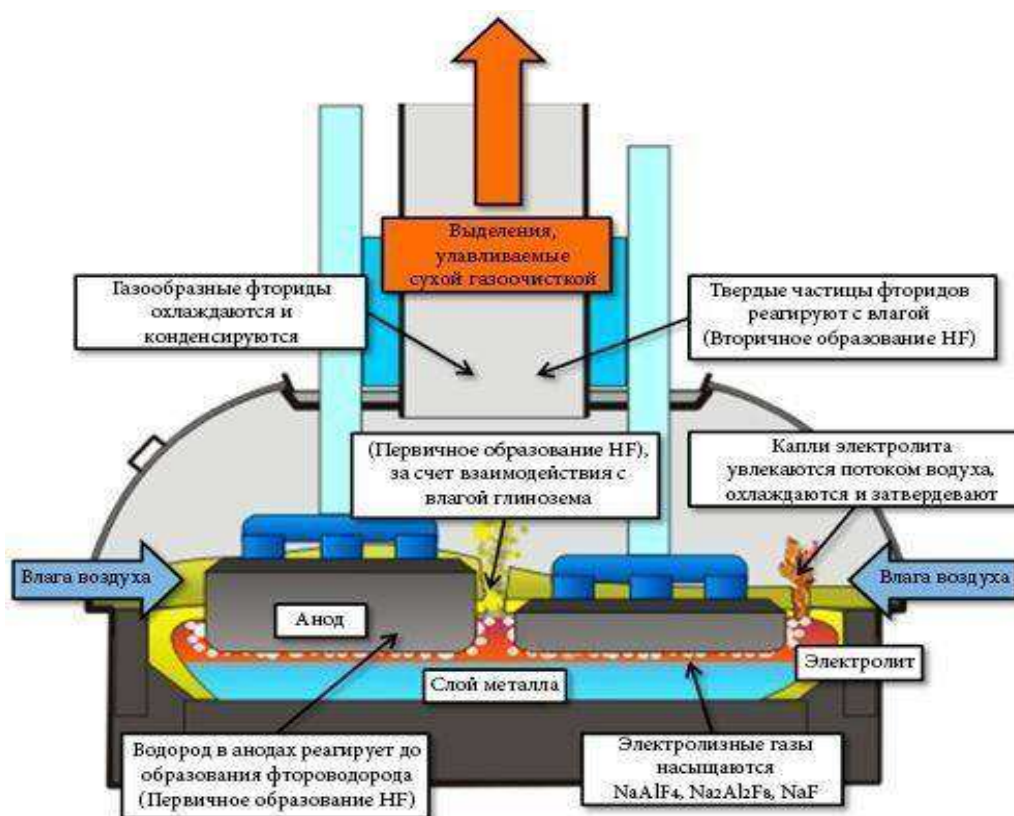 Выделения,
улавливаемые
сухой газоочисткой
Газообразные фториды
охлаждаются и
конденсируются
Твердые частицы фторидов
реагируют с влагой
(Вторичное образование HF)
(Первичное образование HF),
за счет взаимодействия с
влагой глинозема
Капли электролита
увлекаются потоком водуха,
охлаждаются и затвердевают
Влага воздуха
Влага воздуха
Анод
Электролит
Слой металла
Водород в анодах реагирует до
образования фтороводорода
(Первичное образование HF)
Электролизные газы
насыщаются
NaAlF₄, Na₂Al₂F₈, NaF